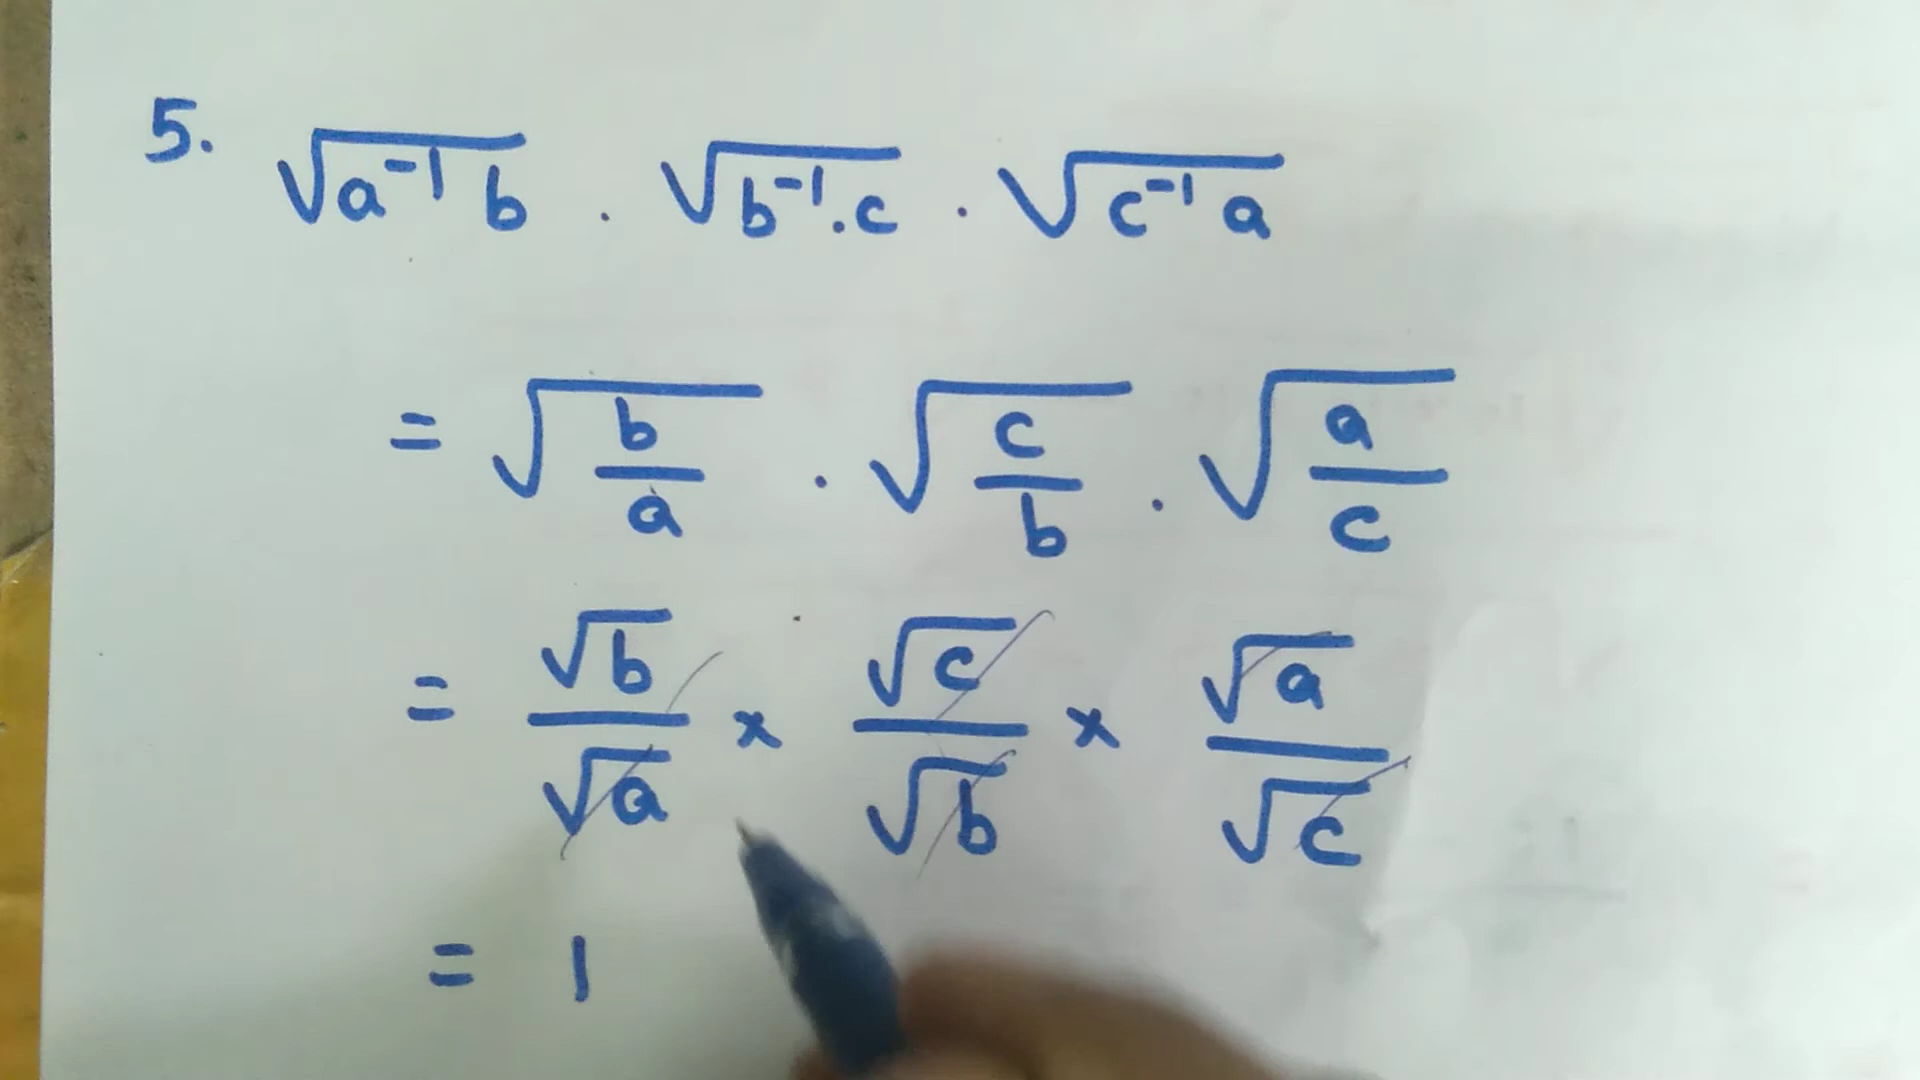 5. √(a⁻¹ b) . √(b⁻¹.c) . √(c⁻¹ a)
= √(b/a) . √(c/b) . √(a/c)
= √b/√a × √c/√b × √a/√c
= 1